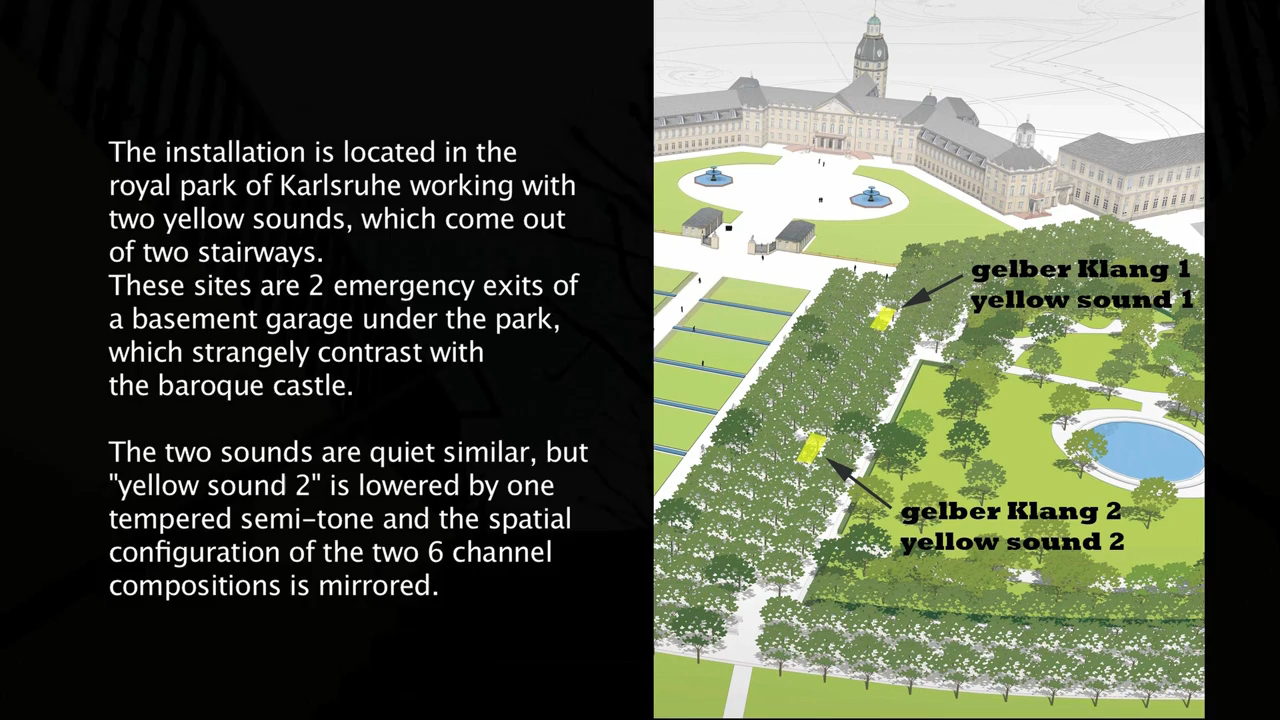 The installation is located in the
royal park of Karlsruhe working with
two yellow sounds, which come out
of two stairways.
These sites are 2 emergency exits of
a basement garage under the park,
which strangely contrast with
the baroque castle.
The two sounds are quiet similar, but
"yellow sound 2" is lowered by one
tempered semi-tone and the spatial
configuration of the two 6 channel
compositions is mirrored.
gelber Klang 1
yellow sound 1
gelber Klang 2
yellow sound 2